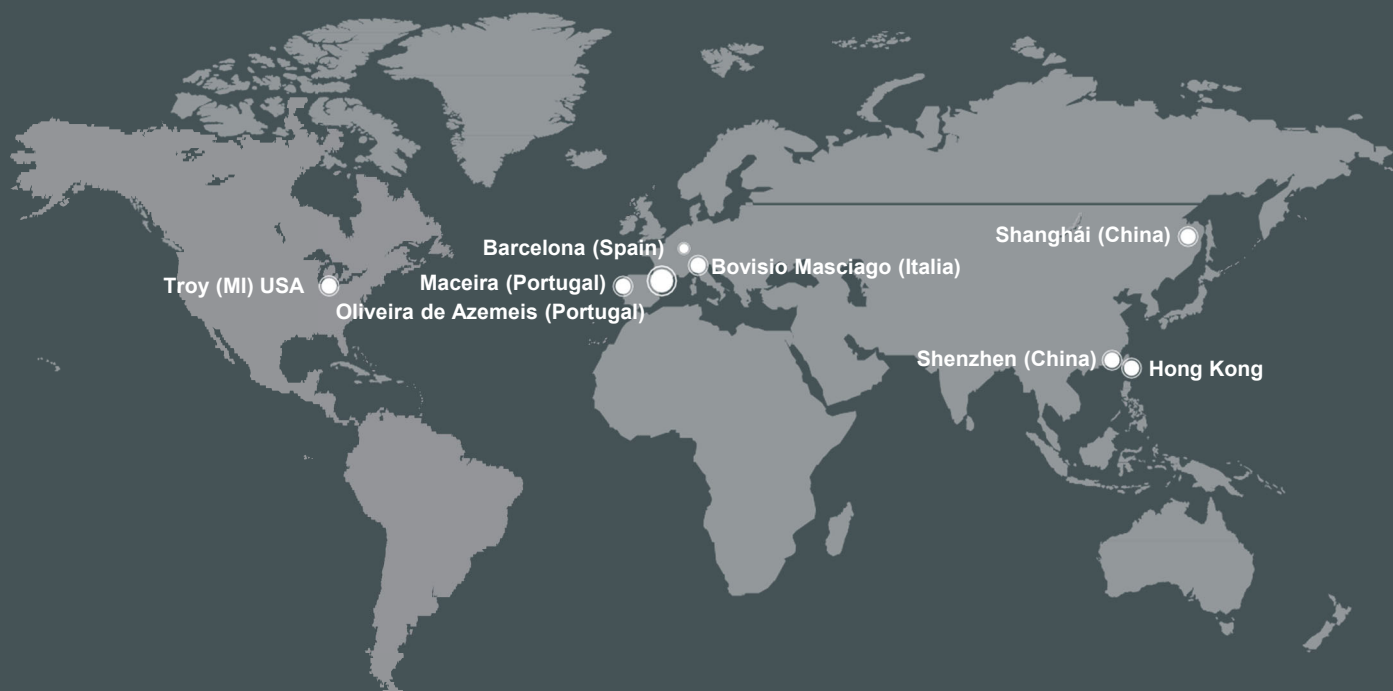 Shanghái (China)
Barcelona (Spain)
Bovisio Masciago (Italia)
Troy (MI) USA
Maceira (Portugal)
Oliveira de Azemeis (Portugal)
Shenzhen (China)
Hong Kong